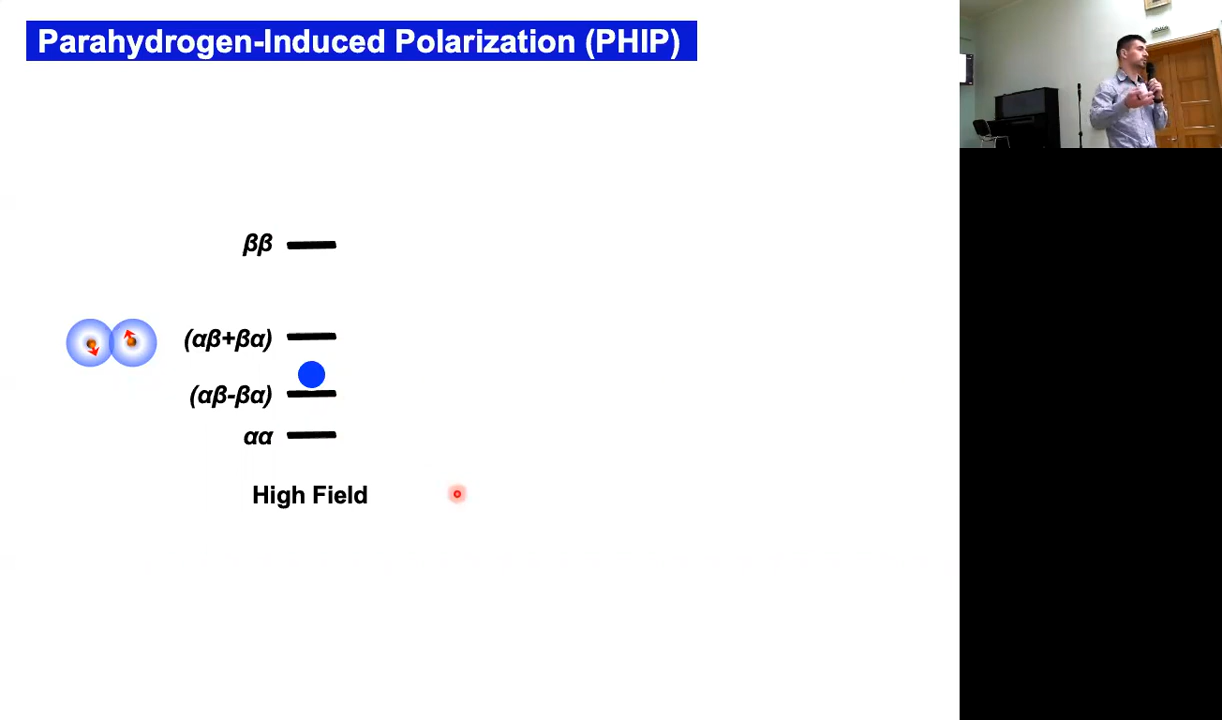 Parahydrogen-Induced Polarization (PHIP)
ββ
(αβ+βα)
(αβ-βα)
αα
High Field